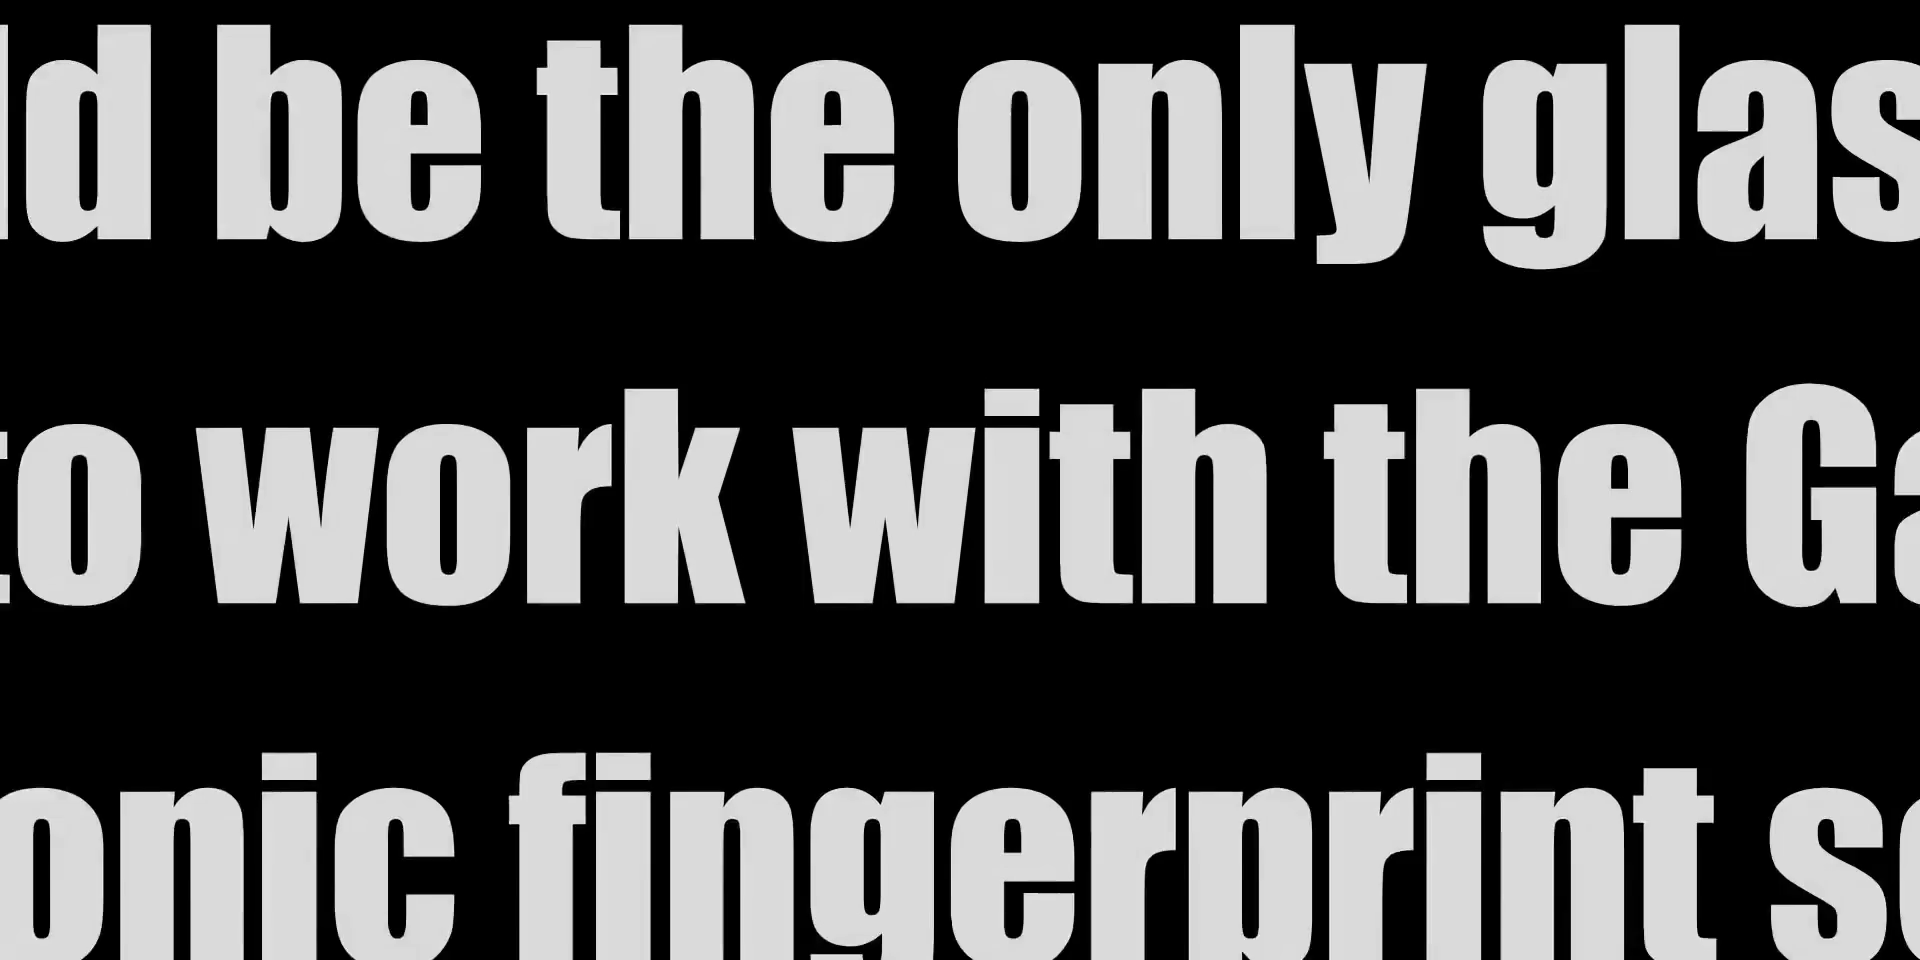 ld be the only glas
to work with the Ga
onic fingerprint s